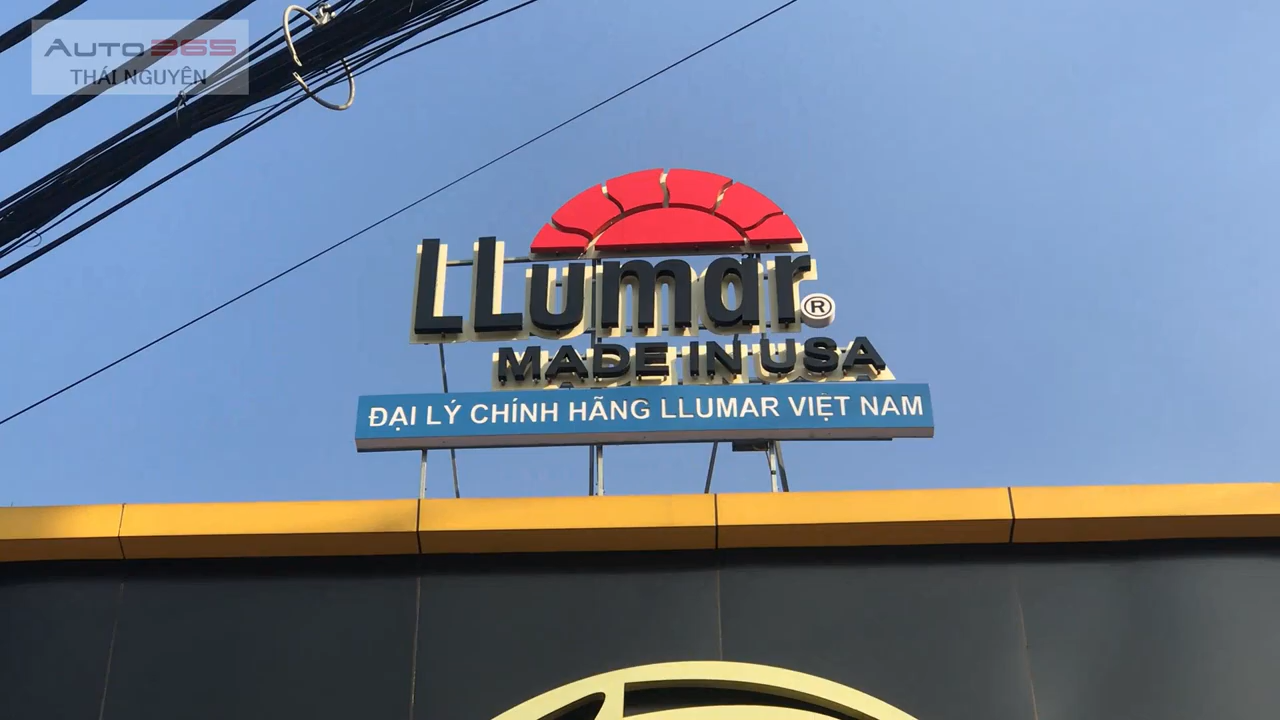 AUTO365
THÁI NGUYÊN
LLumar®
MADE IN USA
ĐẠI LÝ CHÍNH HÃNG LLUMAR VIỆT NAM